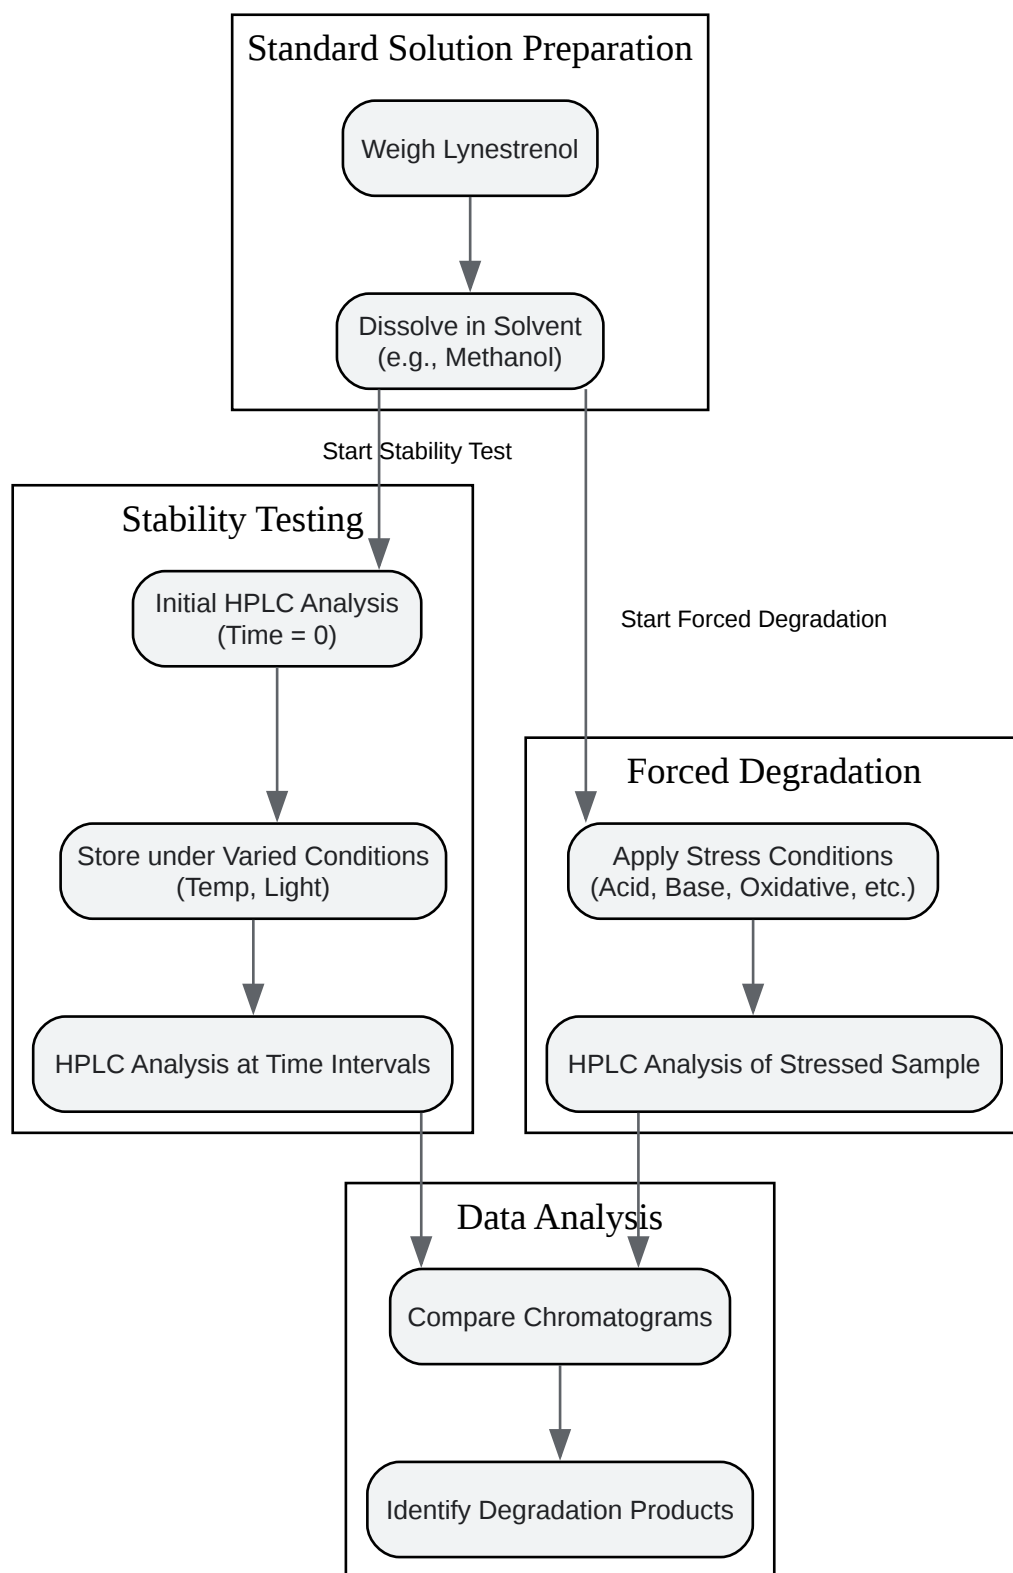 Standard Solution Preparation
Weigh Lynestrenol
Dissolve in Solvent
(e.g., Methanol)
Start Stability Test
Stability Testing
Initial HPLC Analysis
(Time = 0)
Start Forced Degradation
Forced Degradation
Store under Varied Conditions
(Temp, Light)
Apply Stress Conditions
(Acid, Base, Oxidative, etc.)
HPLC Analysis at Time Intervals
HPLC Analysis of Stressed Sample
Data Analysis
Compare Chromatograms
Identify Degradation Products